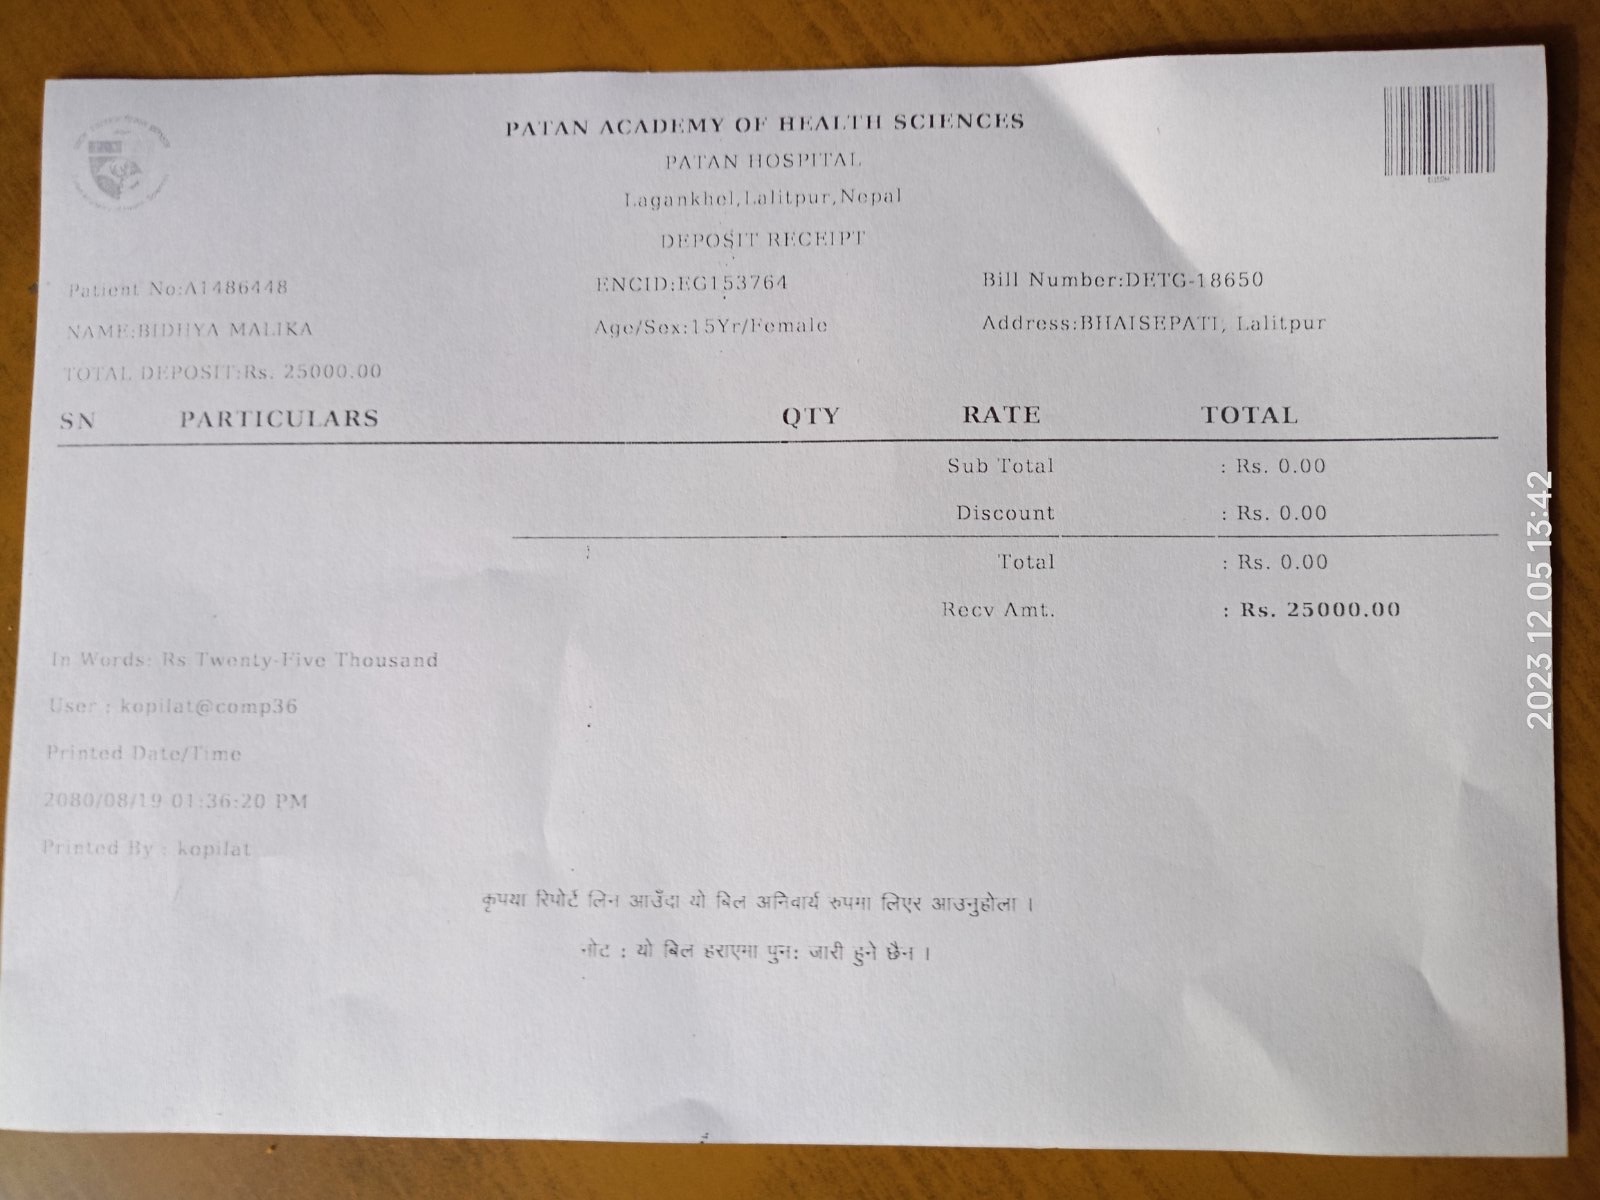 PATAN ACADEMY OF HEALTH SCIENCES
PATAN HOSPITAL
Lagankhel,Lalitpur,Nepal
DEPOSIT RECEIPT
Patient No:A1486448 ENCID:EG153764 Bill Number:DETG-18650
NAME:BIDHYA MALIKA Age/Sex:15Yr/Female Address:BHAISEPATI, Lalitpur
TOTAL DEPOSIT:Rs. 25000.00
SN PARTICULARS QTY RATE TOTAL
Sub Total : Rs. 0.00
Discount : Rs. 0.00
Total : Rs. 0.00
Recv Amt. : Rs. 25000.00
In Words: Rs Twenty-Five Thousand
User : kopilat@comp36
Printed Date/Time
2080/08/19 01:36:20 PM
Printed By : kopilat
कृपया रिपोर्ट लिन आउँदा यो बिल अनिवार्य रुपमा लिएर आउनुहोला ।
नोट : यो बिल हराएमा पुन: जारी हुने छैन ।
2023 12 05 13:42